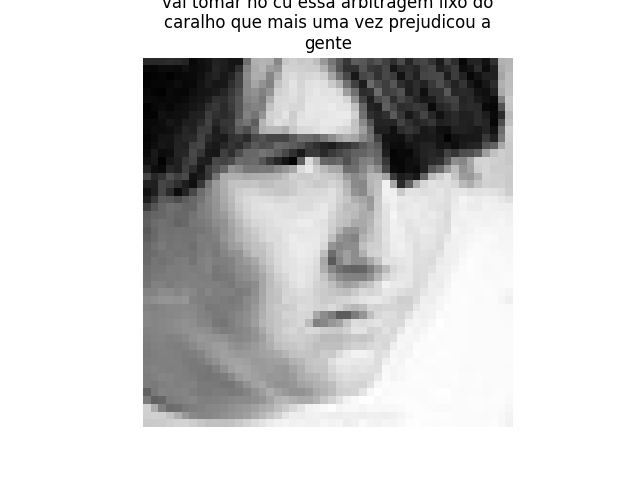 vai tomar no cu essa arbitragem lixo do
caralho que mais uma vez prejudicou a
gente